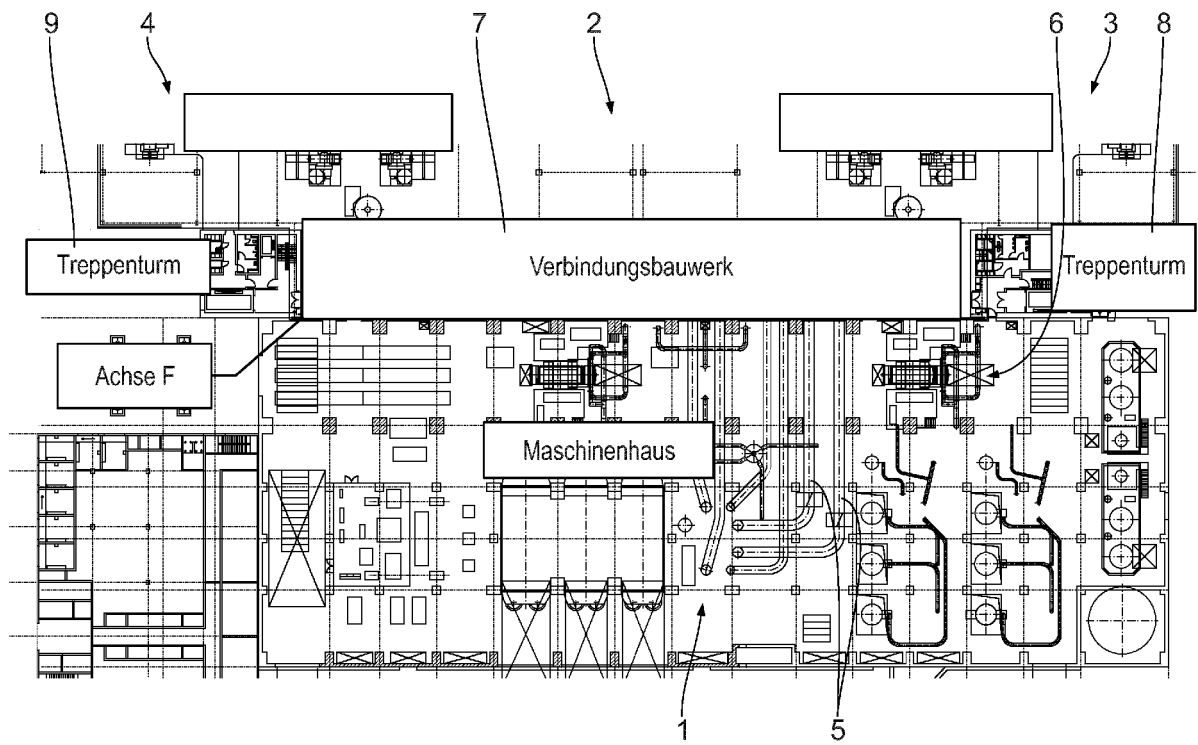 9 4 7 2 6 3 8
Treppenturm
Verbindungsbauwerk
Treppenturm
Achse F
Maschinenhaus
1 5